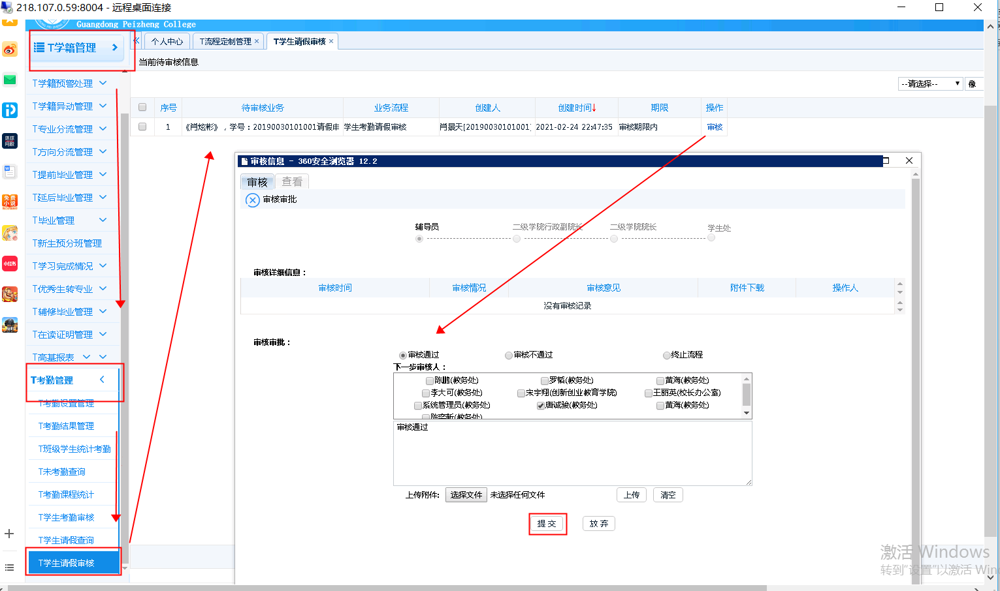 218.107.0.59:8004 - 远程桌面连接
Guangdong Peizheng College
T学籍管理
个人中心
T流程定制管理
T学生请假审核
当前待审核信息
--请选择--
像
T学籍预警处理
T学籍异动管理
T专业分流管理
T方向分流管理
T提前毕业管理
T延后毕业管理
T毕业管理
T新生预分班管理
T学习完成情况
T优秀生转专业
T辅修毕业管理
T在读证明管理
T高基报表
T考勤管理
T考勤设置管理
T考勤结果管理
T班级学生统计考勤
T未考勤查询
T考勤课程统计
T学生考勤审核
T学生请假查询
T学生请假审核
序号 待审核业务 业务流程 创建人 创建时间↓ 期限 操作
1 《肖炫彬》，学号：20190030101001请假申 学生考勤请假审核 肖景天[20190030101001] 2021-02-24 22:47:35 审核期限内 审核
审核信息 - 360安全浏览器 12.2
审核 查看
审核审批
辅导员 二级学院行政副院长 二级学院院长 学生处
审核详细信息：
审核时间 审核情况 审核意见 附件下载 操作人
没有审核记录
审核审批：
审核通过 审核不通过 终止流程
下一步审核人：
陈鹏(教务处) 罗韬(教务处) 黄海(教务处)
李大可(教务处) 宋宇翔(创新创业教育学院) 王丽英(校长办公室)
系统管理员(教务处) 唐诚骏(教务处) 黄海(教务处)
陈奕新(教务处)
审核通过
上传附件: 选择文件 未选择任何文件 上传 清空
提 交 放 弃
激活 Windows
转到"设置"以激活 Win
免费
小说
小红书
环球
网校